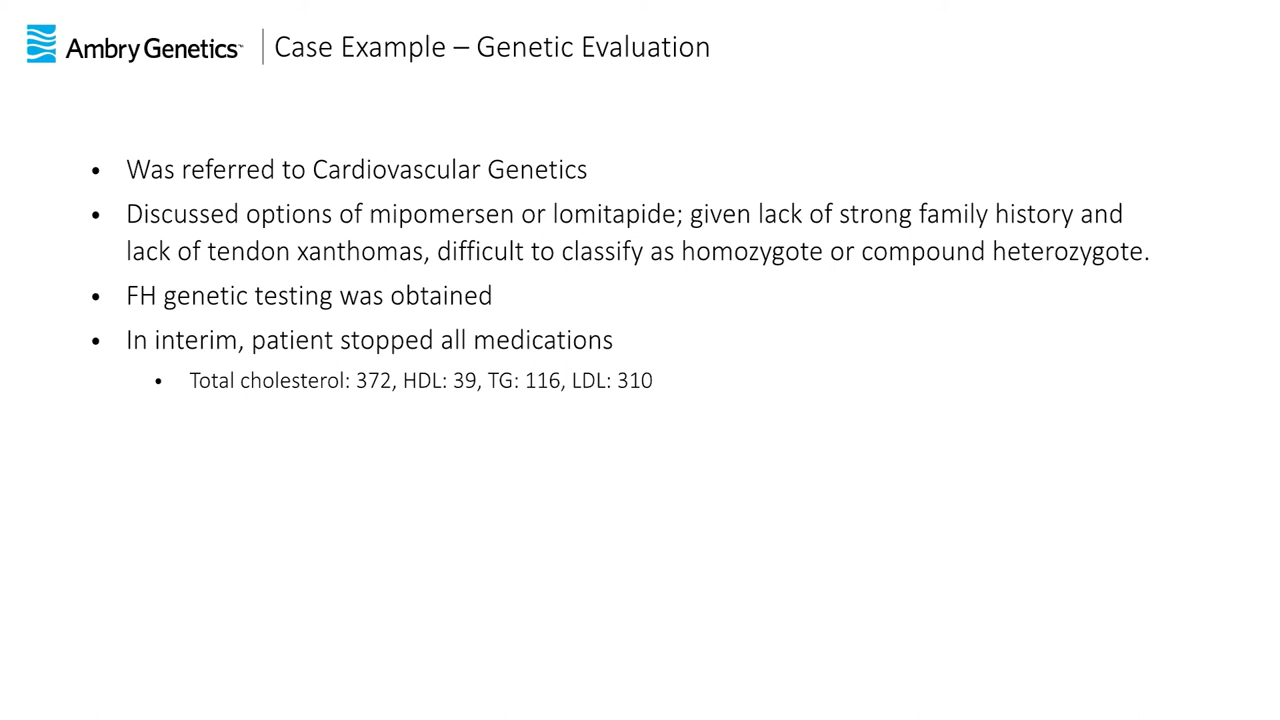 Ambry Genetics™ Case Example – Genetic Evaluation
• Was referred to Cardiovascular Genetics
• Discussed options of mipomersen or lomitapide; given lack of strong family history and
lack of tendon xanthomas, difficult to classify as homozygote or compound heterozygote.
• FH genetic testing was obtained
• In interim, patient stopped all medications
• Total cholesterol: 372, HDL: 39, TG: 116, LDL: 310